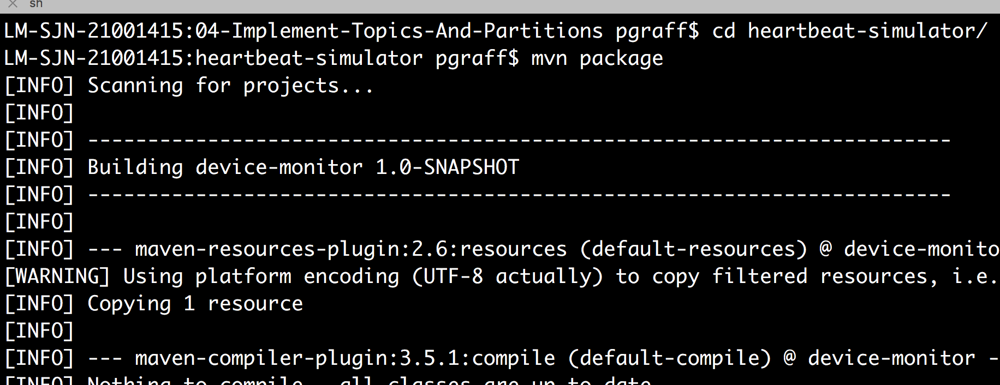 sh
LM-SJN-21001415:04-Implement-Topics-And-Partitions pgraff$ cd heartbeat-simulator/
LM-SJN-21001415:heartbeat-simulator pgraff$ mvn package
[INFO] Scanning for projects...
[INFO]
[INFO] ------------------------------------------------------------------------
[INFO] Building device-monitor 1.0-SNAPSHOT
[INFO] ------------------------------------------------------------------------
[INFO]
[INFO] --- maven-resources-plugin:2.6:resources (default-resources) @ device-monito
[WARNING] Using platform encoding (UTF-8 actually) to copy filtered resources, i.e.
[INFO] Copying 1 resource
[INFO]
[INFO] --- maven-compiler-plugin:3.5.1:compile (default-compile) @ device-monitor -
[INFO] Nothing to compile - all classes are up to date